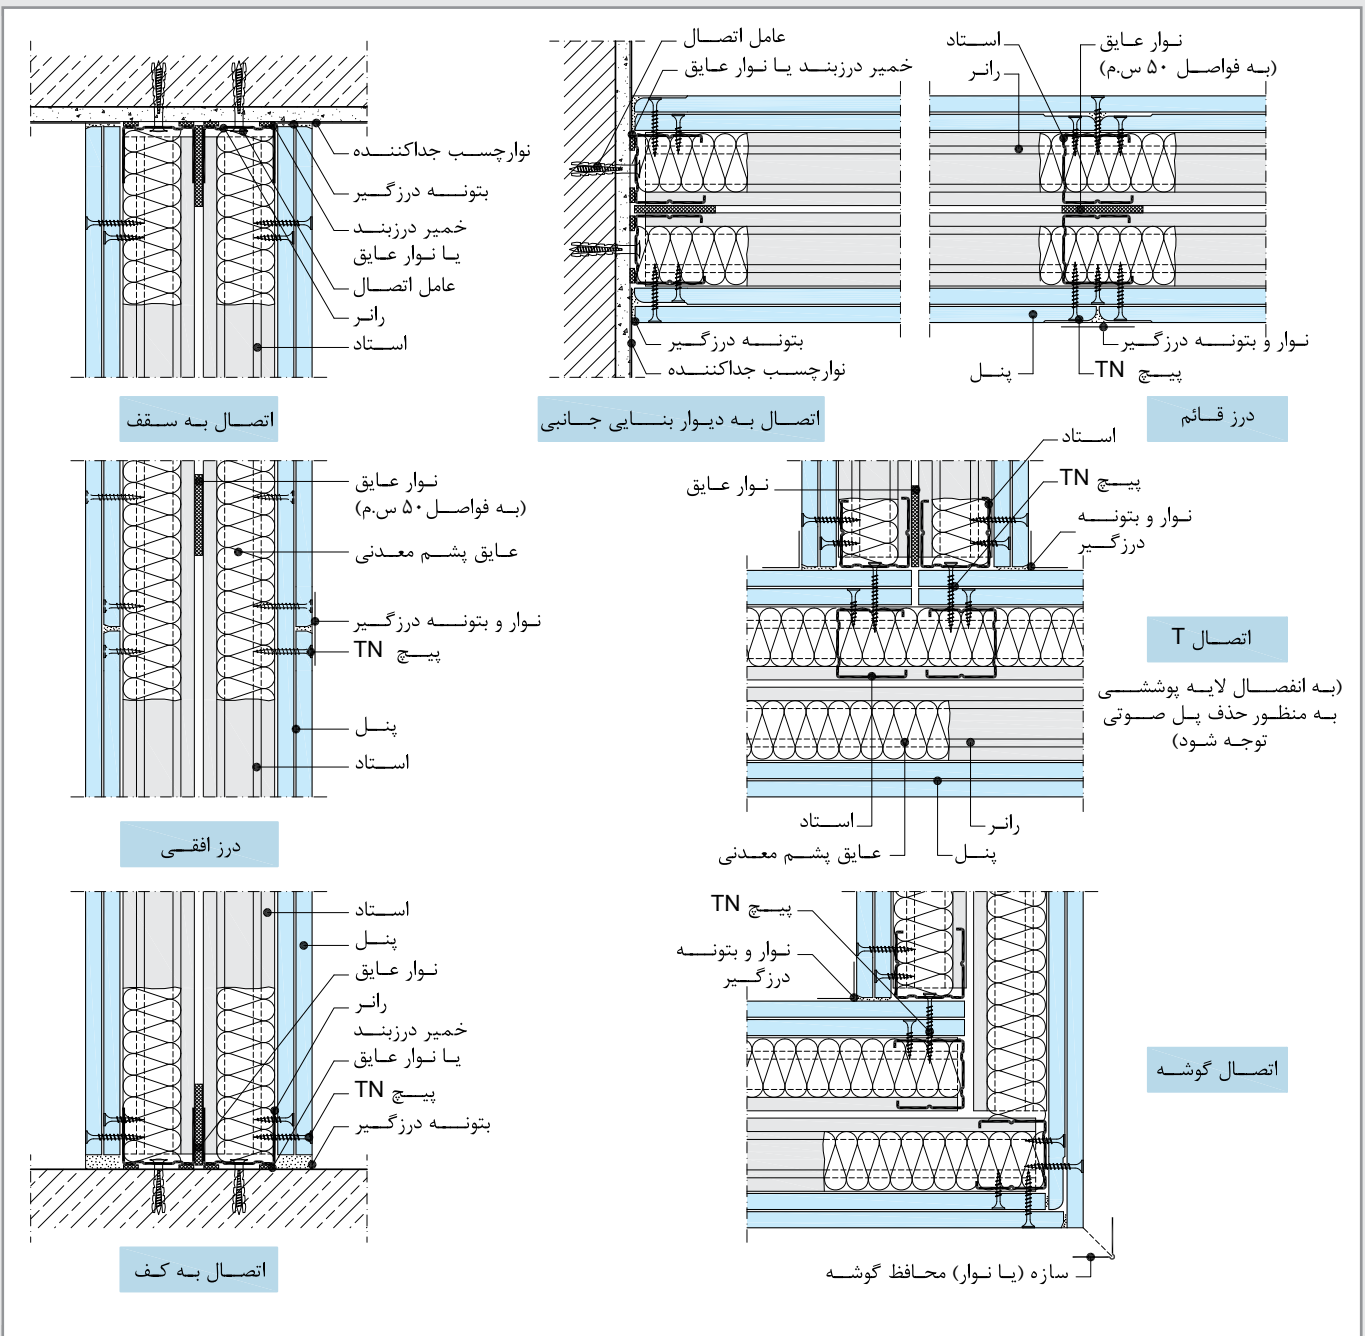 نوار عایق
(به فواصل ۵۰ س.م)
استاد
رانر
نوار و بتونه درزگیر
پیچ TN
پنل
درز قائم
عامل اتصال
خمیر درزبند یا نوار عایق
بتونه درزگیر
نوارچسب جداکننده
اتصال به دیوار بنایی جانبی
نوارچسب جداکننده
بتونه درزگیر
خمیر درزبند
یا نوار عایق
عامل اتصال
رانر
استاد
اتصال به سقف
استاد
پیچ TN
نوار و بتونه
درزگیر
نوار عایق
اتصال T
(به انفصال لایه پوششی
به منظور حذف پل صوتی
توجه شود)
استاد
رانر
عایق پشم معدنی
پنل
نوار عایق
(به فواصل ۵۰ س.م)
عایق پشم معدنی
نوار و بتونه درزگیر
پیچ TN
پنل
استاد
درز افقی
پیچ TN
نوار و بتونه
درزگیر
اتصال گوشه
سازه (یا نوار) محافظ گوشه
استاد
پنل
نوار عایق
رانر
خمیر درزبند
یا نوار عایق
پیچ TN
بتونه درزگیر
اتصال به کف